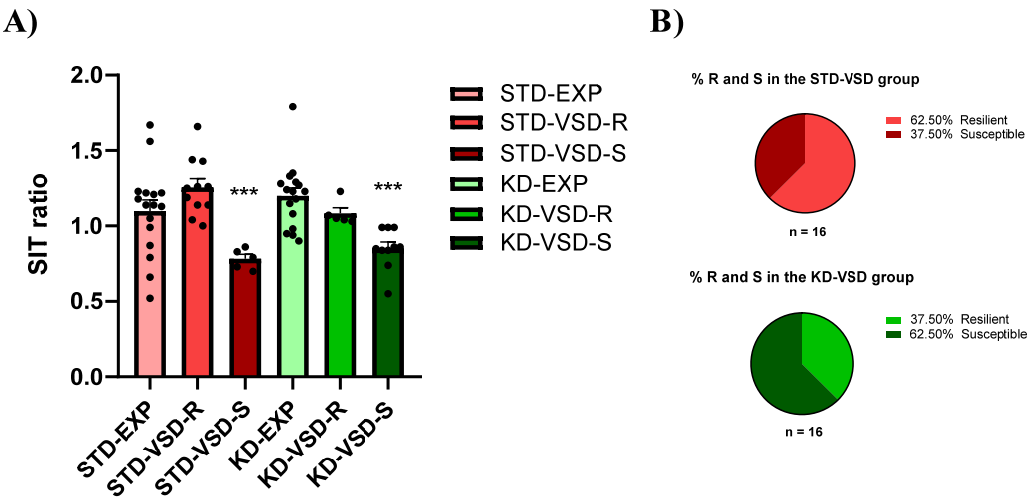 A)
SIT ratio
2.0
1.5
1.0
0.5
0.0
***
***
STD-EXP
STD-VSD-R
STD-VSD-S
KD-EXP
KD-VSD-R
KD-VSD-S
STD-EXP
STD-VSD-R
STD-VSD-S
KD-EXP
KD-VSD-R
KD-VSD-S
B)
% R and S in the STD-VSD group
62.50% Resilient
37.50% Susceptible
n = 16
% R and S in the KD-VSD group
37.50% Resilient
62.50% Susceptible
n = 16